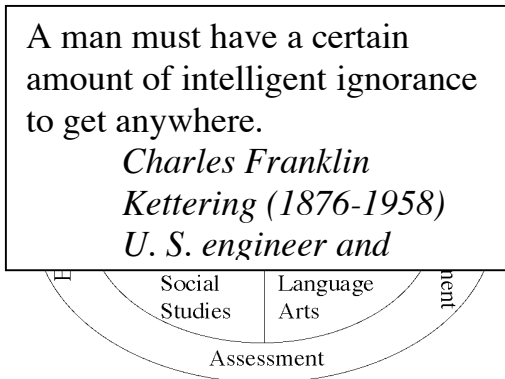 A man must have a certain
amount of intelligent ignorance
to get anywhere.
Charles Franklin
Kettering (1876-1958)
U. S. engineer and
Social
Studies
Language
Arts
Assessment